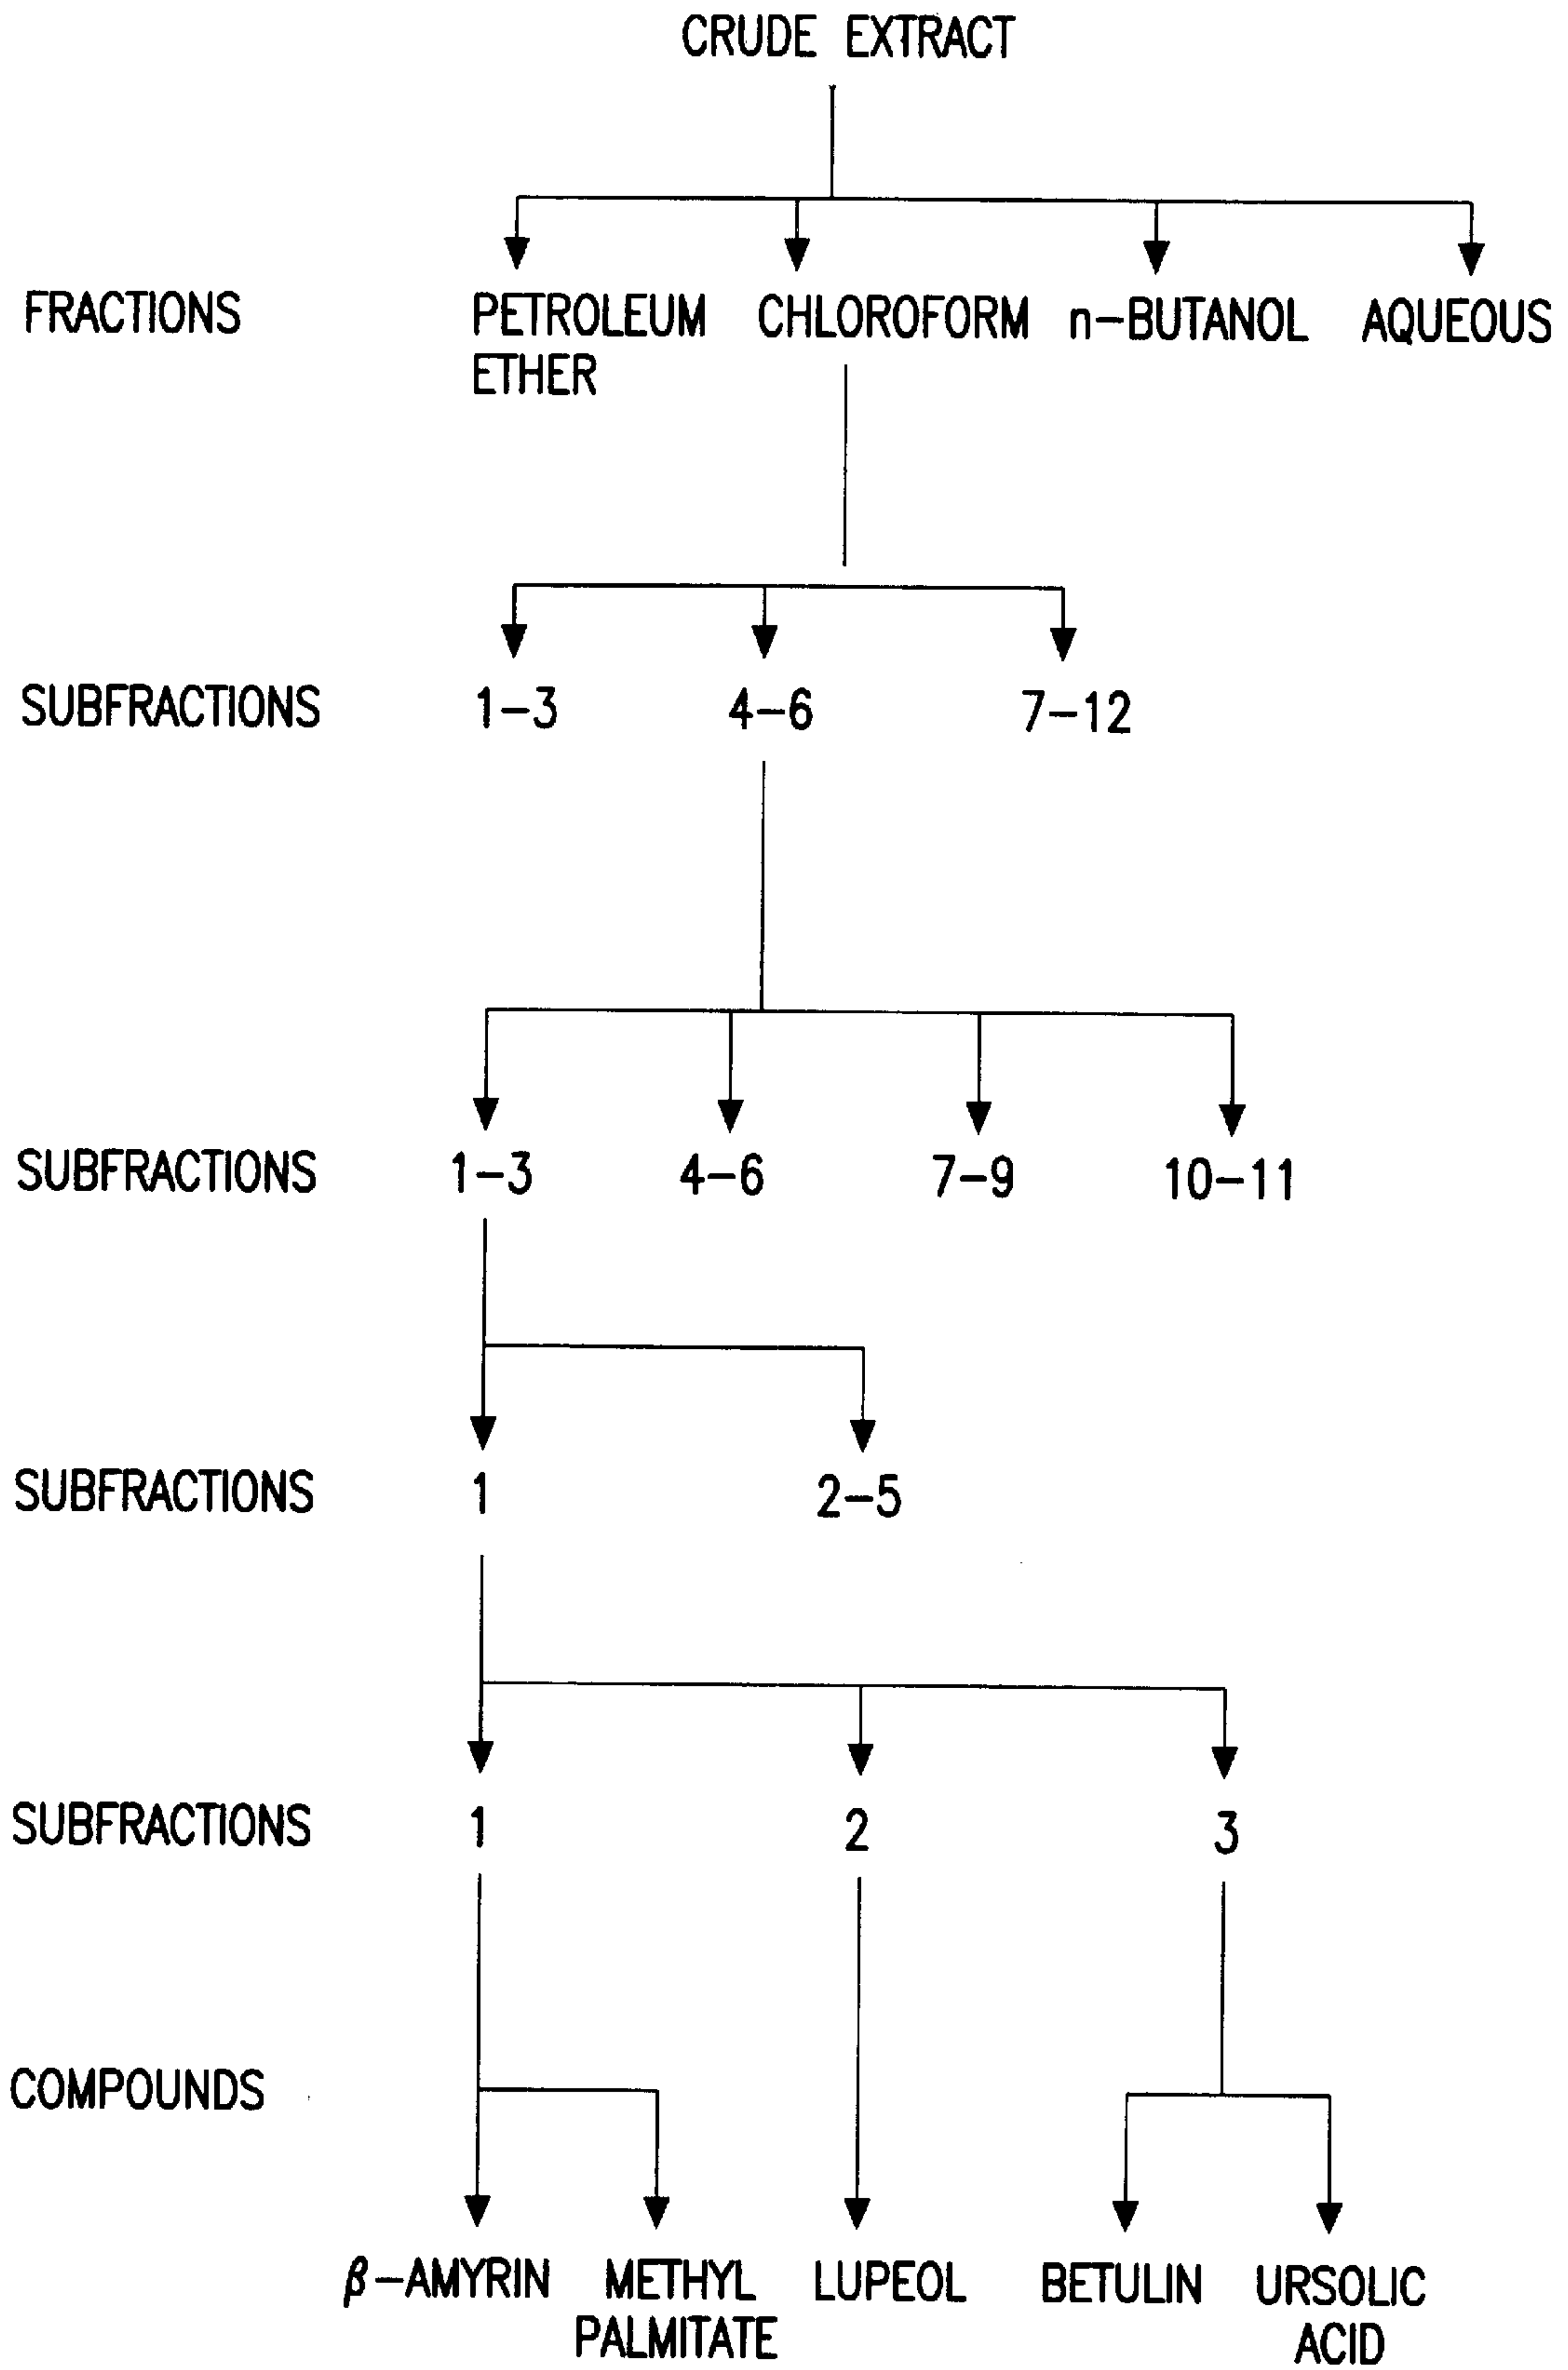 CRUDE EXTRACT
FRACTIONS PETROLEUM ETHER CHLOROFORM n-BUTANOL AQUEOUS
SUBFRACTIONS 1-3 4-6 7-12
SUBFRACTIONS 1-3 4-6 7-9 10-11
SUBFRACTIONS 1 2-5
SUBFRACTIONS 1 2 3
COMPOUNDS
β-AMYRIN METHYL PALMITATE LUPEOL BETULIN URSOLIC ACID